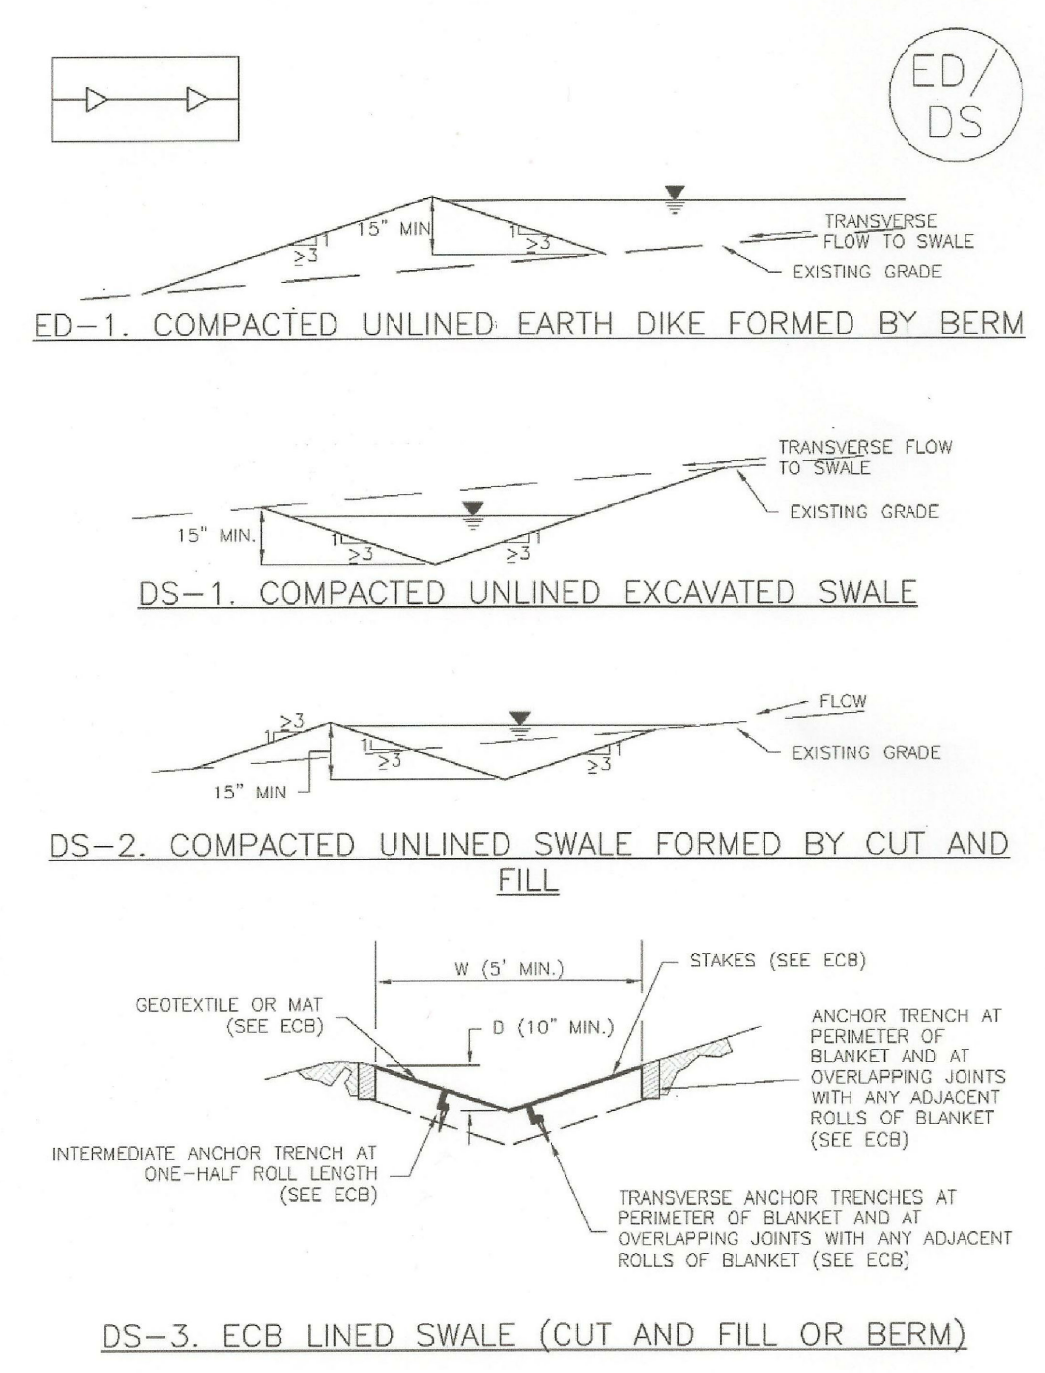 ED/
DS
15" MIN
1
≥3
1
≥3
TRANSVERSE
FLOW TO SWALE
EXISTING GRADE
ED-1. COMPACTED UNLINED EARTH DIKE FORMED BY BERM
TRANSVERSE FLOW
TO SWALE
EXISTING GRADE
15" MIN.
1
≥3
1
≥3
DS-1. COMPACTED UNLINED EXCAVATED SWALE
FLOW
EXISTING GRADE
≥3
1
1
≥3
1
≥3
15" MIN
DS-2. COMPACTED UNLINED SWALE FORMED BY CUT AND
FILL
W (5' MIN.)
STAKES (SEE ECB)
GEOTEXTILE OR MAT
(SEE ECB)
D (10" MIN.)
ANCHOR TRENCH AT
PERIMETER OF
BLANKET AND AT
OVERLAPPING JOINTS
WITH ANY ADJACENT
ROLLS OF BLANKET
(SEE ECB)
INTERMEDIATE ANCHOR TRENCH AT
ONE-HALF ROLL LENGTH
(SEE ECB)
TRANSVERSE ANCHOR TRENCHES AT
PERIMETER OF BLANKET AND AT
OVERLAPPING JOINTS WITH ANY ADJACENT
ROLLS OF BLANKET (SEE ECB)
DS-3. ECB LINED SWALE (CUT AND FILL OR BERM)